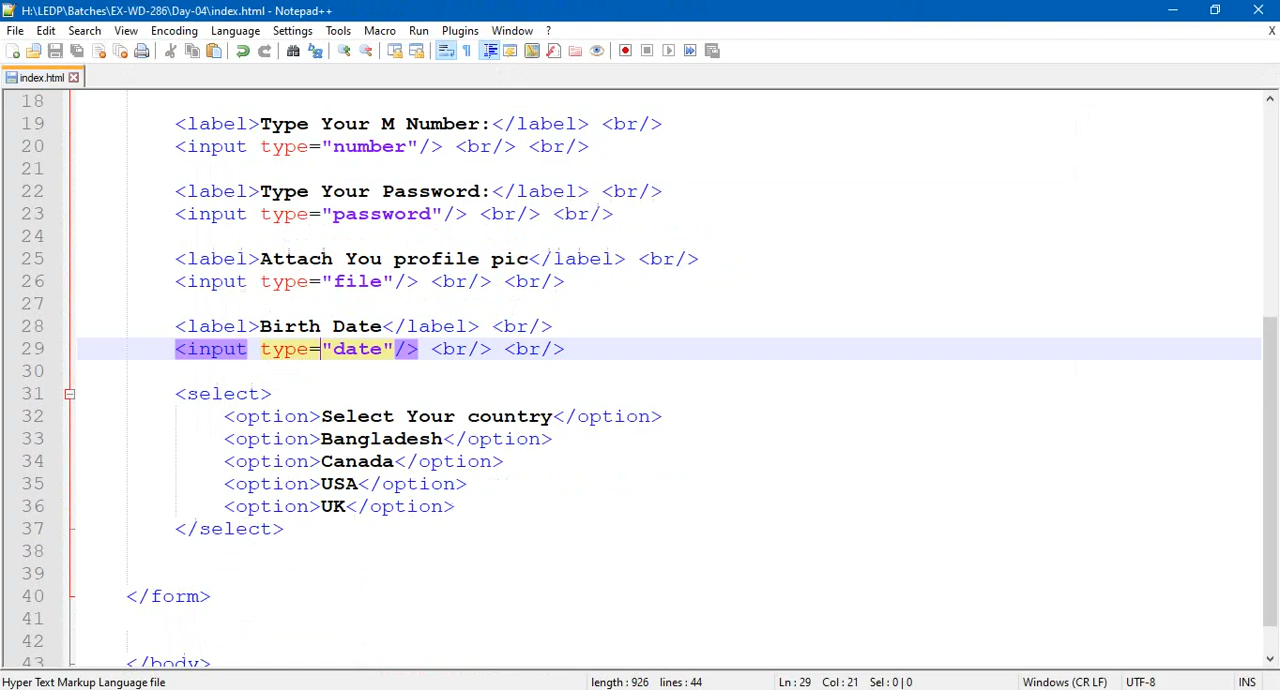 H:\LEDP\Batches\EX-WD-286\Day-04\index.html - Notepad++
File Edit Search View Encoding Language Settings Tools Macro Run Plugins Window ? X
index.html
18
19 <label>Type Your M Number:</label> <br/>
20 <input type="number"/> <br/> <br/>
21
22 <label>Type Your Password:</label> <br/>
23 <input type="password"/> <br/> <br/>
24
25 <label>Attach You profile pic</label> <br/>
26 <input type="file"/> <br/> <br/>
27
28 <label>Birth Date</label> <br/>
29 <input type="date"/> <br/> <br/>
30
31 <select>
32 <option>Select Your country</option>
33 <option>Bangladesh</option>
34 <option>Canada</option>
35 <option>USA</option>
36 <option>UK</option>
37 </select>
38
39
40 </form>
41
42
43 </body>
Hyper Text Markup Language file length : 926 lines : 44 Ln : 29 Col : 21 Sel : 0 | 0 Windows (CR LF) UTF-8 INS